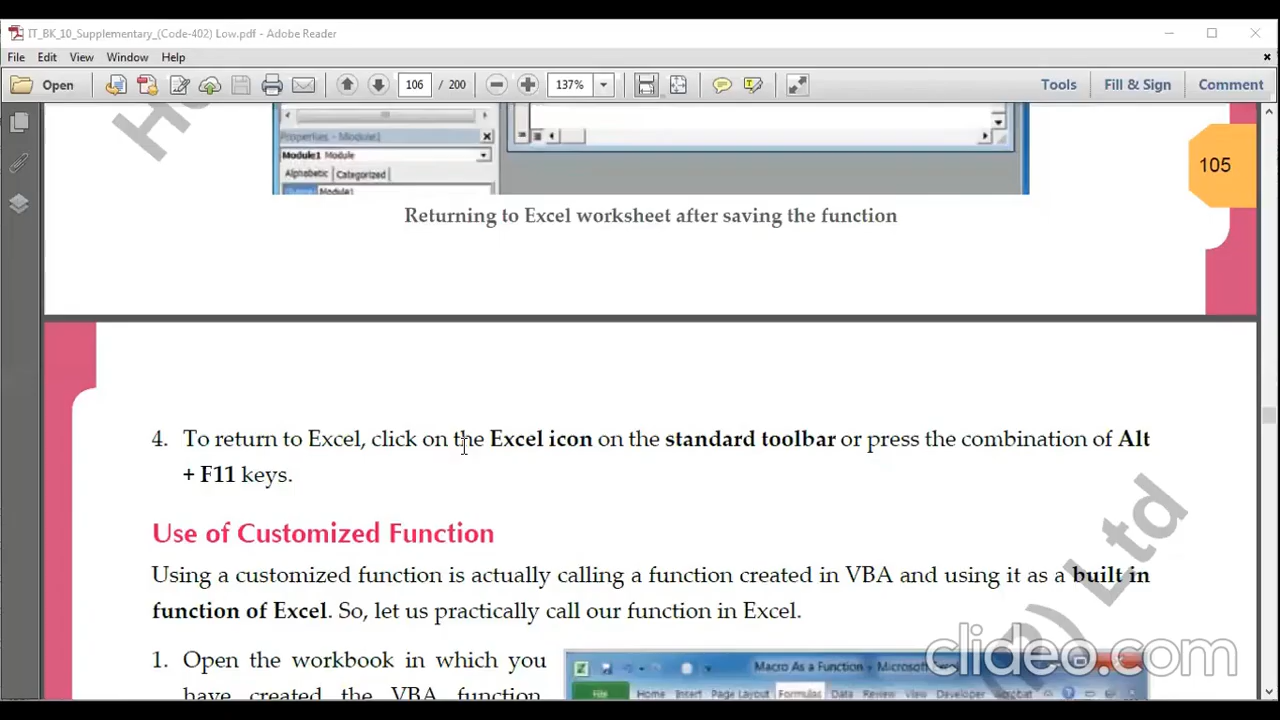 IT_BK_10_Supplementary_(Code-402) Low.pdf - Adobe Reader
File Edit View Window Help
Open 106 / 200 137% Tools Fill & Sign Comment
Properties - Module1
Module1 Module
Alphabetic Categorized
Module1
105
Returning to Excel worksheet after saving the function
4. To return to Excel, click on the Excel icon on the standard toolbar or press the combination of Alt
+ F11 keys.
Use of Customized Function
Using a customized function is actually calling a function created in VBA and using it as a built in
function of Excel. So, let us practically call our function in Excel.
1. Open the workbook in which you
have created the VBA function,
Macro As a Function - Microsoft Excel
File Home Insert Page Layout Formulas Data Review View Developer Acrobat
Ltd
clideo.com